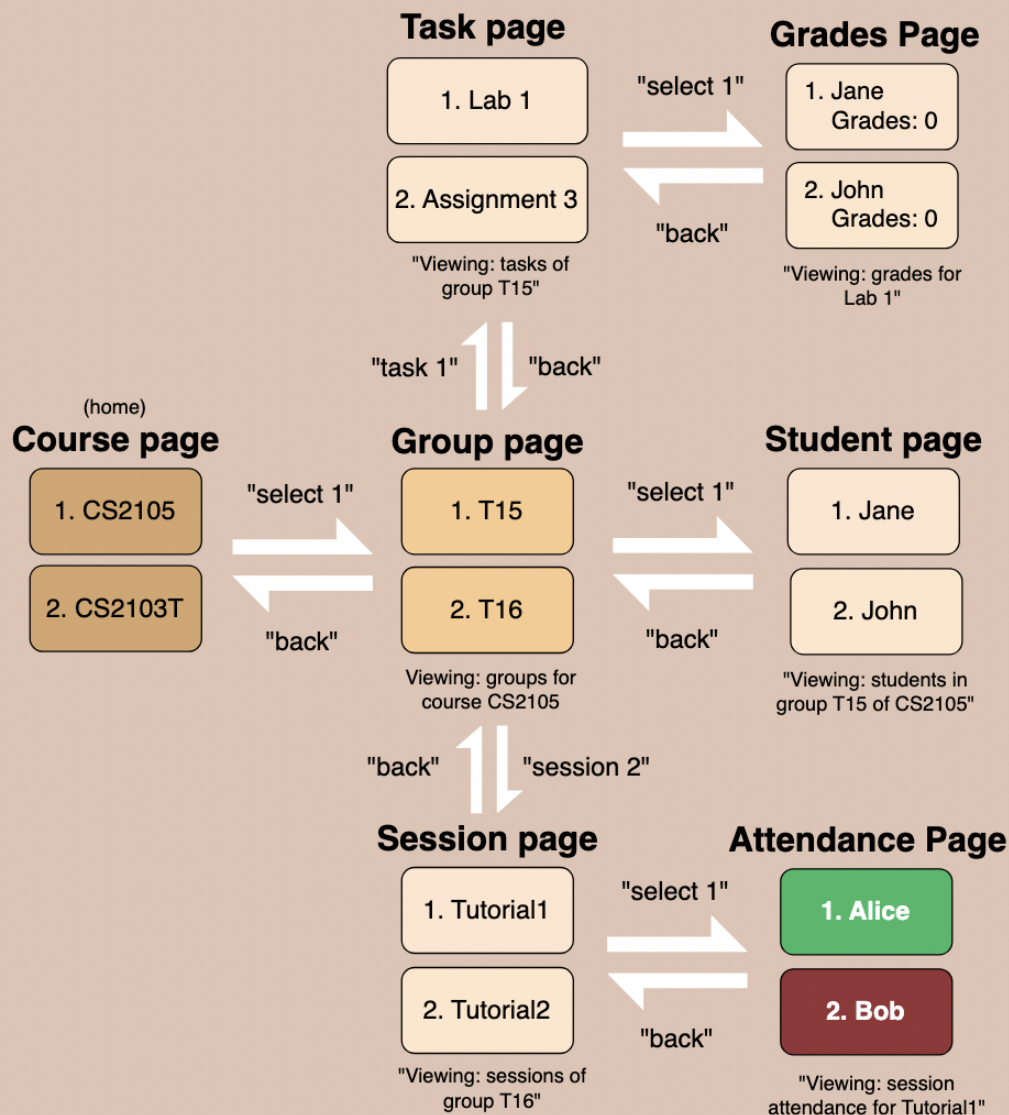 Task page
1. Lab 1
2. Assignment 3
"Viewing: tasks of
group T15"
"select 1"
"back"
Grades Page
1. Jane
Grades: 0
2. John
Grades: 0
"Viewing: grades for
Lab 1"
"task 1"
"back"
(home)
Course page
1. CS2105
2. CS2103T
"select 1"
"back"
Group page
1. T15
2. T16
Viewing: groups for
course CS2105
"select 1"
"back"
Student page
1. Jane
2. John
"Viewing: students in
group T15 of CS2105"
"back"
"session 2"
Session page
1. Tutorial1
2. Tutorial2
"Viewing: sessions of
group T16"
"select 1"
"back"
Attendance Page
1. Alice
2. Bob
"Viewing: session
attendance for Tutorial1"